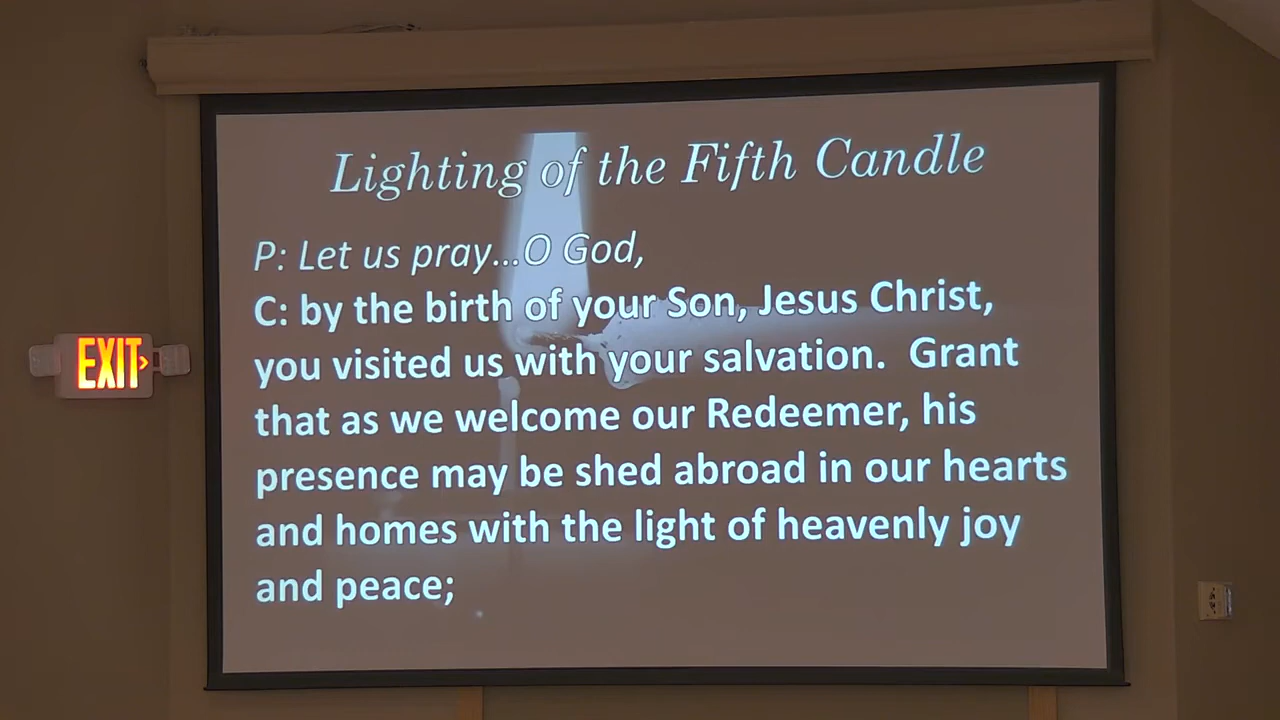 Lighting of the Fifth Candle
P: Let us pray...O God,
C: by the birth of your Son, Jesus Christ,
you visited us with your salvation.  Grant
that as we welcome our Redeemer, his
presence may be shed abroad in our hearts
and homes with the light of heavenly joy
and peace;
EXIT